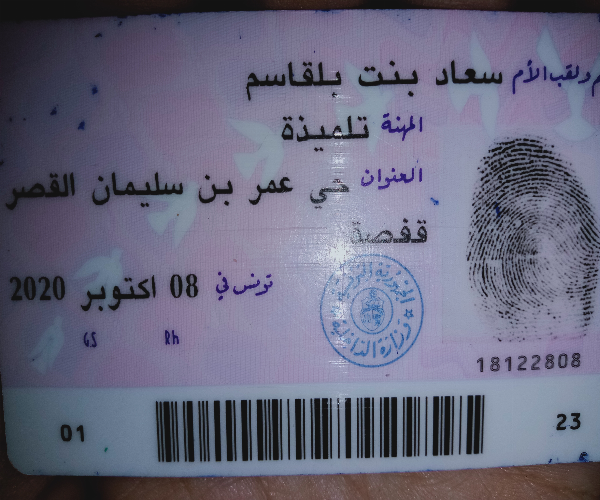 ولقب الأم سعاد بنت بلقاسم
المهنة تلميذة
العنوان حي عمر بن سليمان القصر
قفصة
تونس في 08 اكتوبر 2020
GS Rh
الجمهورية التونسية
وزارة الداخلية
18122808
01 23